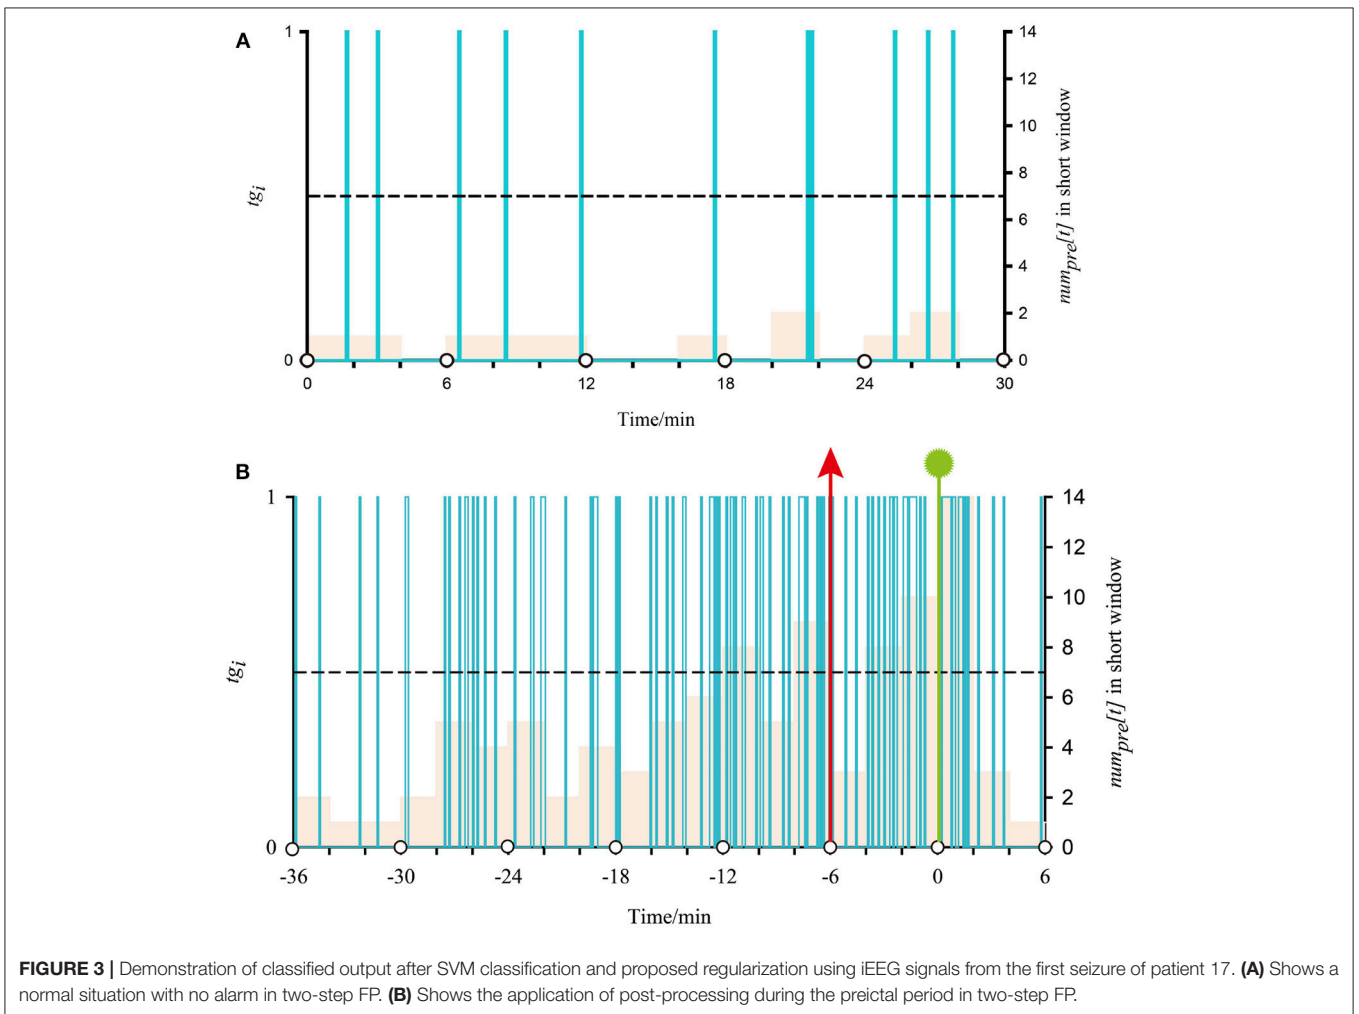 A
1
14
12
10
8
6
4
2
0
0
tg_i
num_pre[t] in short window
0 6 12 18 24 30
Time/min
B
1
14
12
10
8
6
4
2
0
0
tg_i
num_pre[t] in short window
-36 -30 -24 -18 -12 -6 0 6
Time/min
FIGURE 3 | Demonstration of classified output after SVM classification and proposed regularization using iEEG signals from the first seizure of patient 17. (A) Shows a
normal situation with no alarm in two-step FP. (B) Shows the application of post-processing during the preictal period in two-step FP.